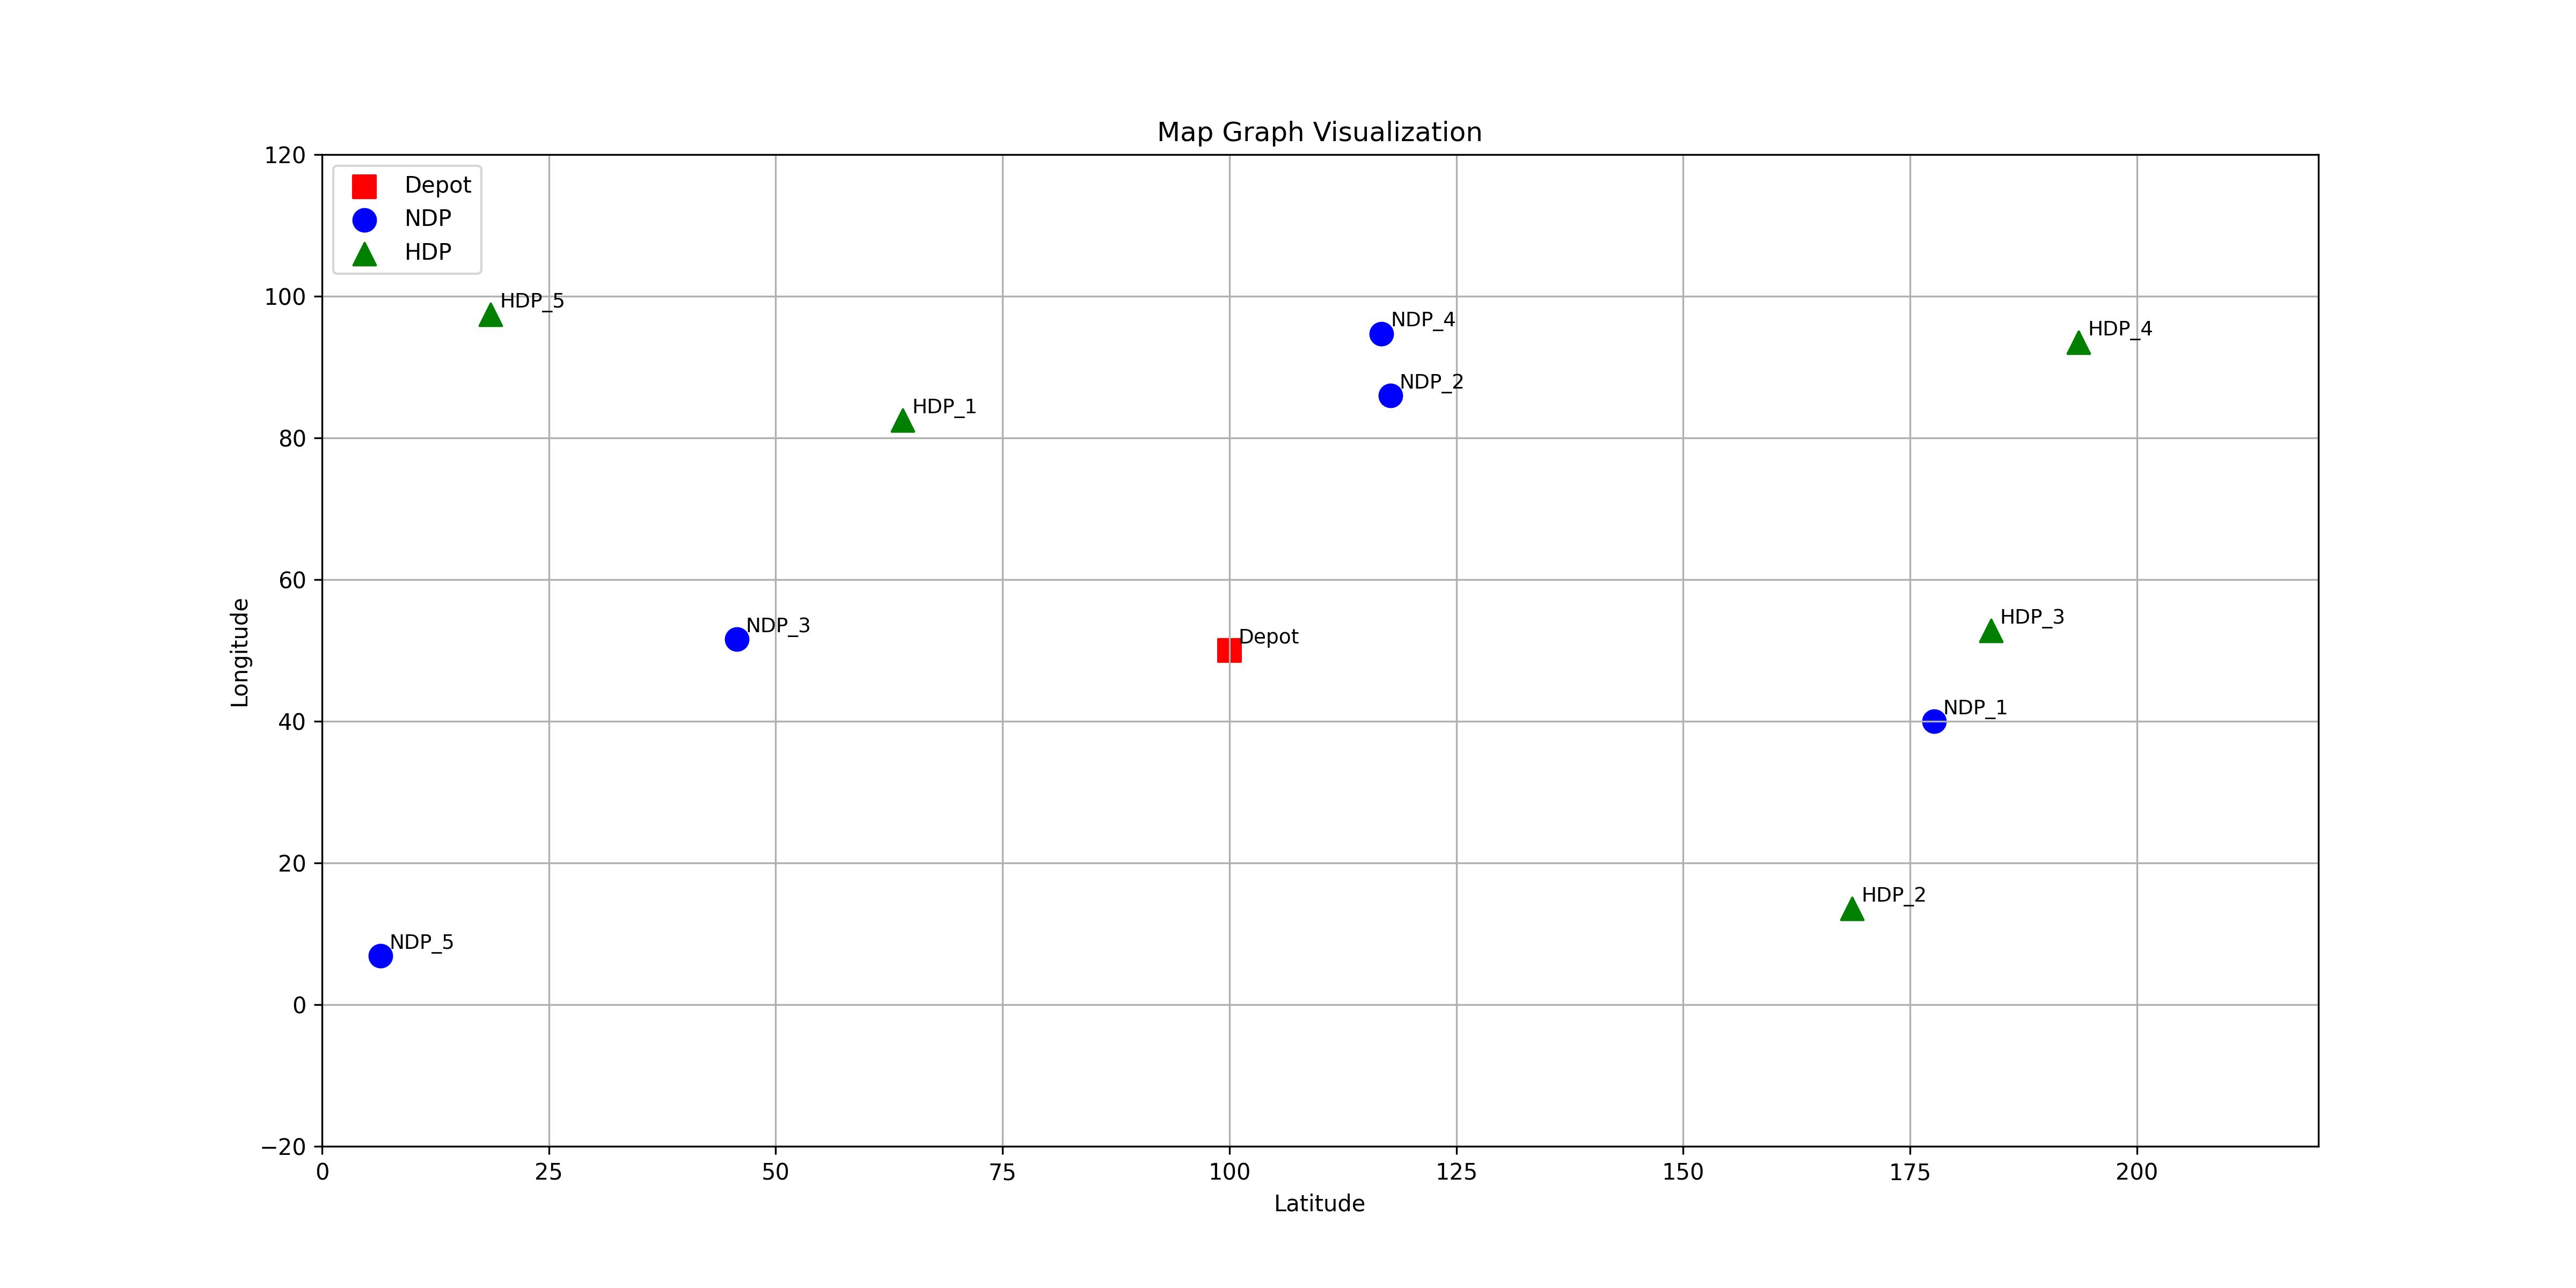 Map Graph Visualization
120
100
80
60
40
20
0
−20
Longitude
Depot
NDP
HDP
HDP_5
NDP_4
HDP_4
NDP_2
HDP_1
NDP_3
Depot
HDP_3
NDP_1
HDP_2
NDP_5
0
25
50
75
100
125
150
175
200
Latitude